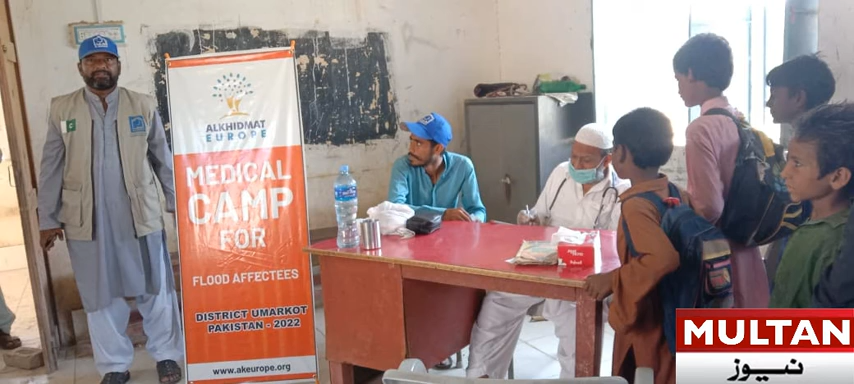 ALKHIDMAT
EUROPE
MEDICAL
CAMP
FOR
FLOOD AFFECTEES
DISTRICT UMARKOT
PAKISTAN - 2022
www.akeurope.org
MULTAN
نیوز